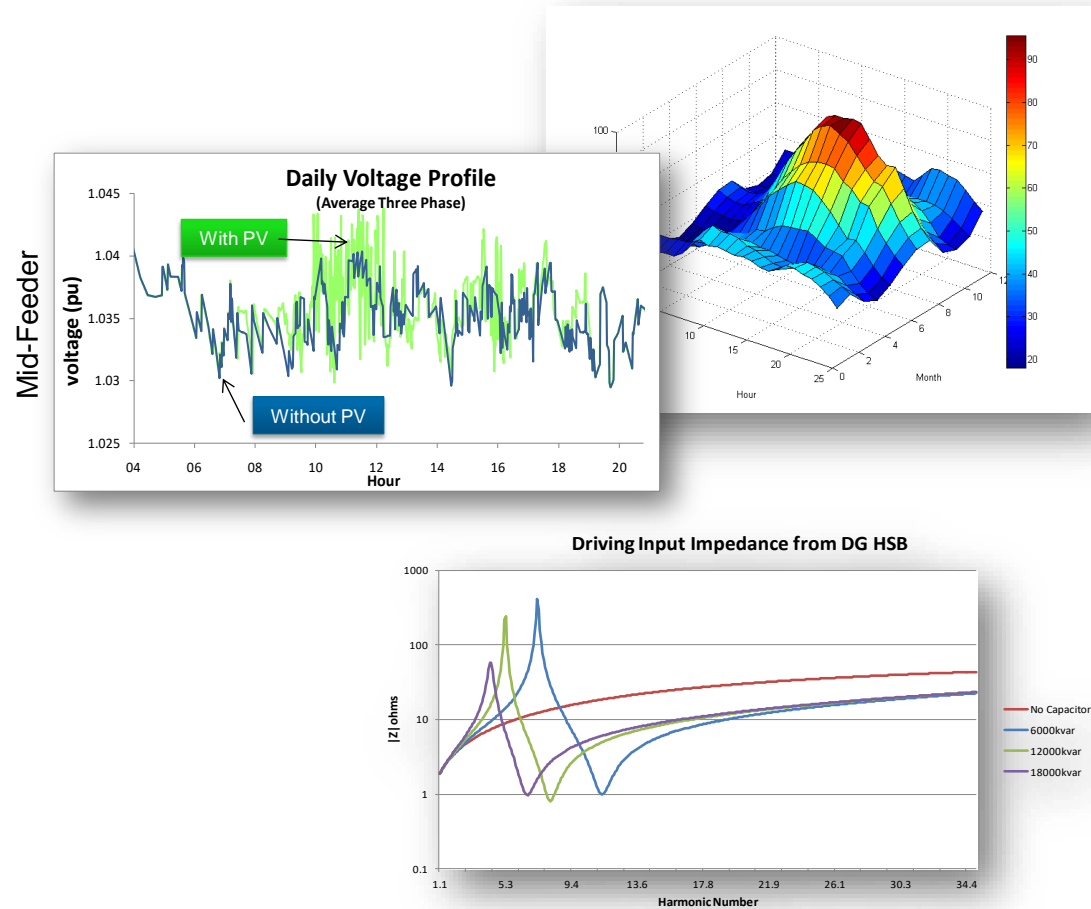 Mid-Feeder
Daily Voltage Profile
(Average Three Phase)
With PV
Without PV
voltage (pu)
1.045
1.04
1.035
1.03
1.025
04 06 08 10 12 14 16 18 20
Hour
100
10 15 20 25
Hour
0 2 4 6 8 10 12
Month
90
80
70
60
50
40
30
20
Driving Input Impedance from DG HSB
|Z|ohms
1000
100
10
1
0.1
1.1 5.3 9.4 13.6 17.8 21.9 26.1 30.3 34.4
Harmonic Number
No Capacitor
6000kvar
12000kvar
18000kvar